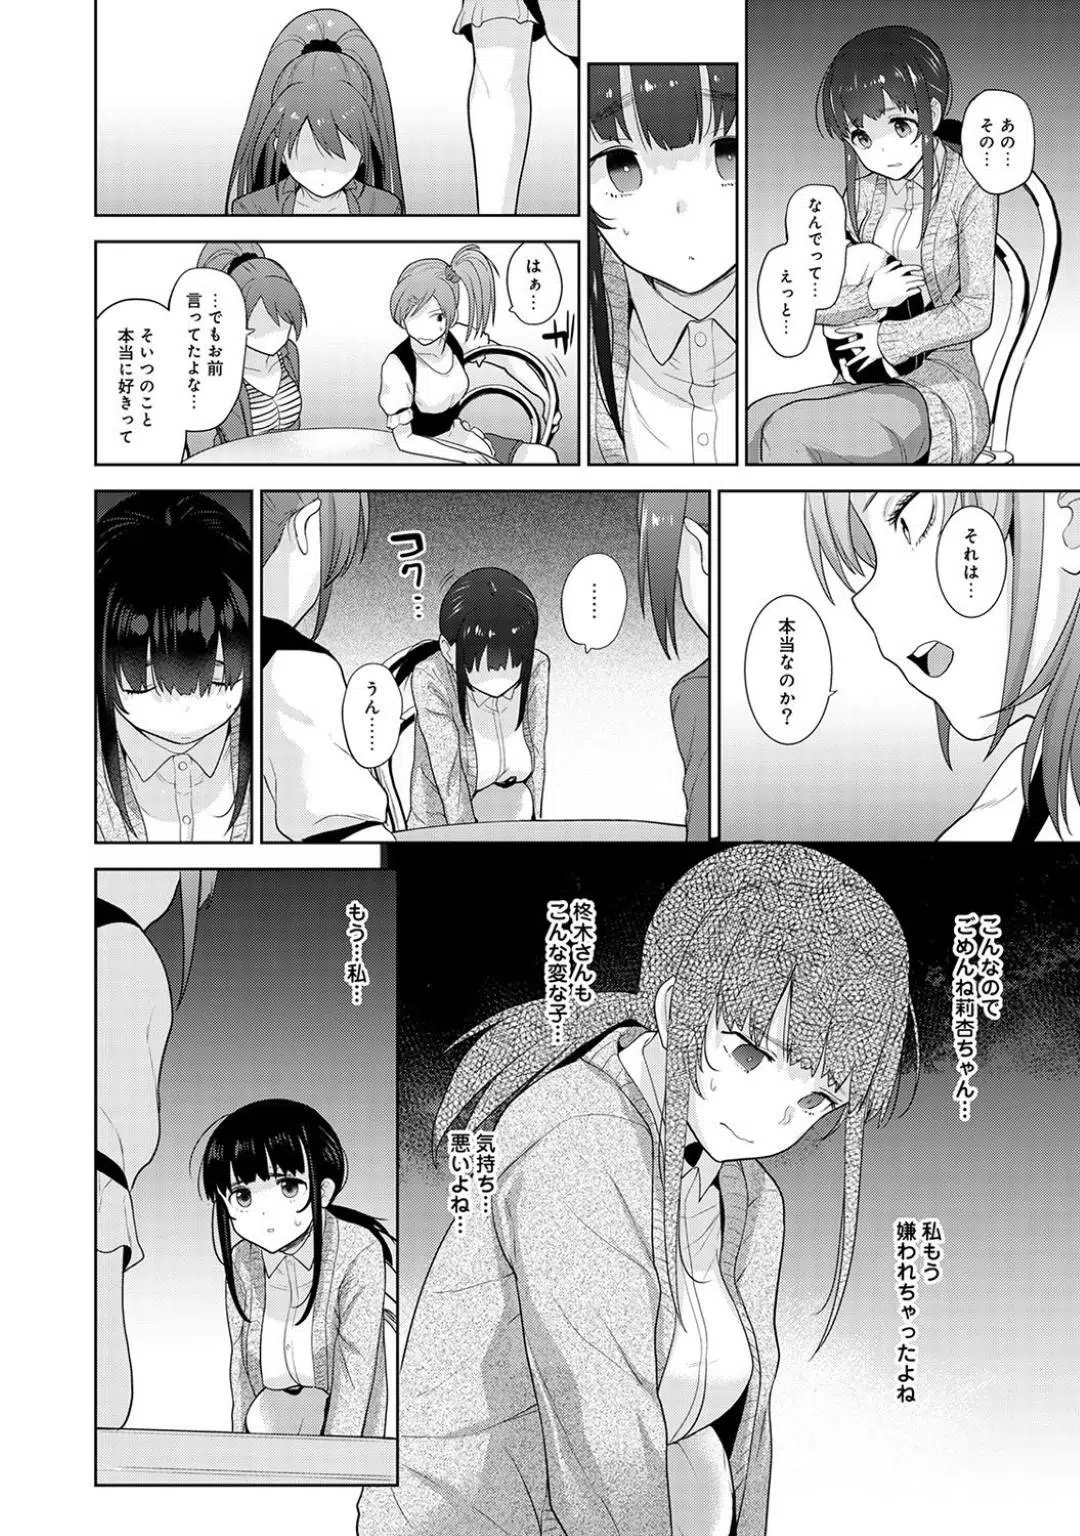 あの…
その…
なんでって…
えっと…
はぁ…
…でもお前
言ってたよな…
そいつのこと
本当に好きって
それは…
本当なのか?
……
コク…
うん……
こんなので
ごめんね莉杏ちゃん…
私もう
嫌われちゃったよね
柊木さんも
こんな変な子…
気持ち…
悪いよね…
もう…私…